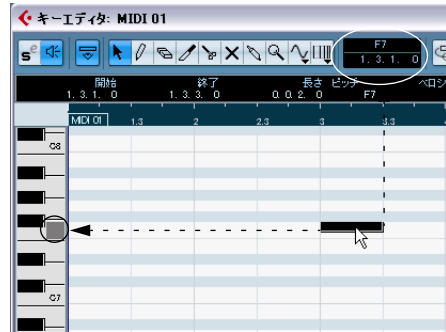 キーエディタ: MIDI 01
F7
1. 3. 1. 0
開始 終了 長さ ピッチ ベロシ
1. 3. 1. 0 1. 3. 3. 0 0. 0. 2. 0 F7
MIDI 01 1.3 2 2.3 3 3.3
C8
C7